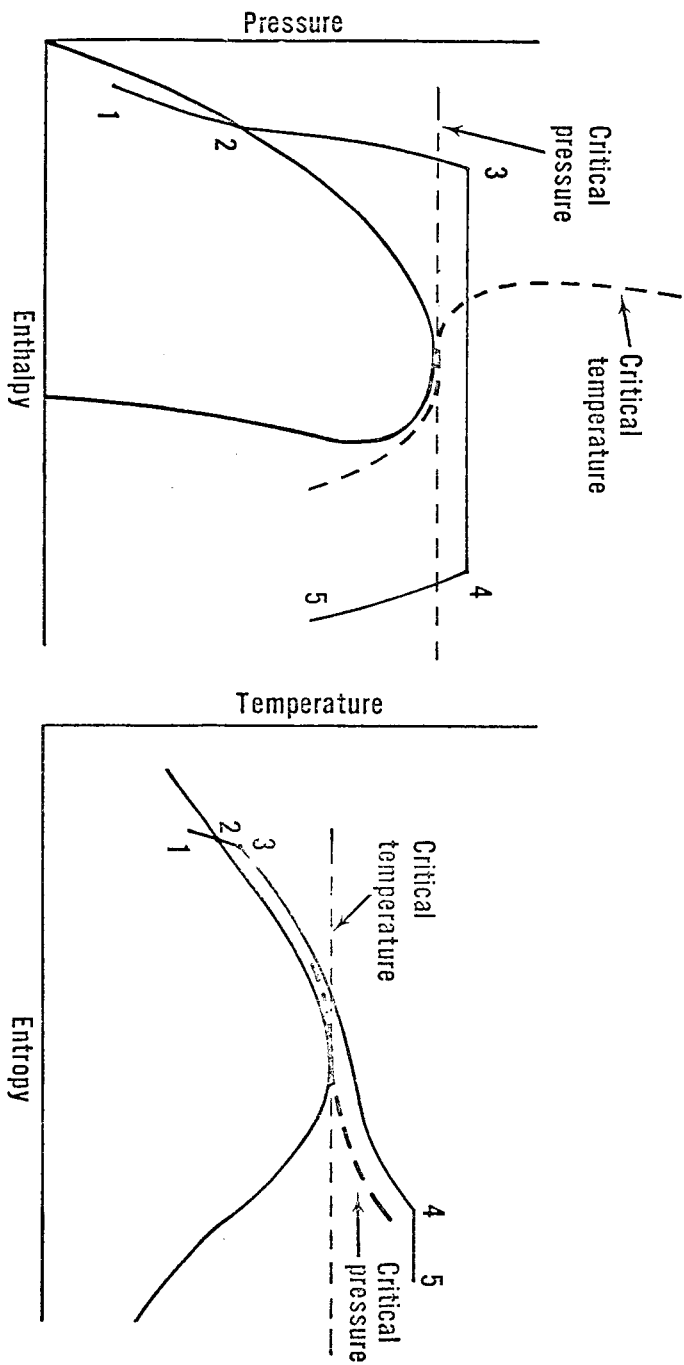 Pressure
Critical
pressure
Critical
temperature
1
2
3
4
5
Enthalpy
Temperature
Critical
temperature
1
2
3
4
5
Critical
pressure
Entropy